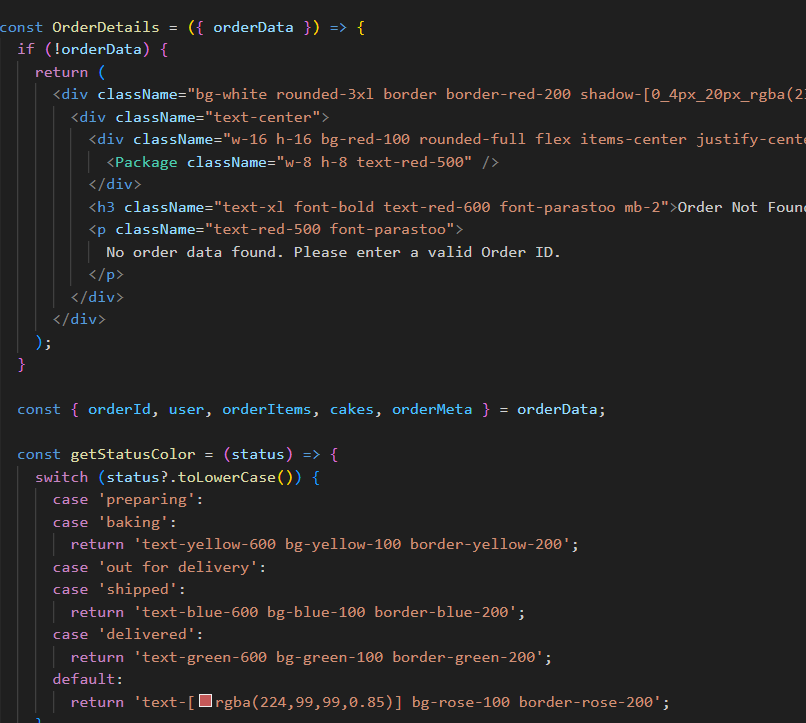 const OrderDetails = ({ orderData }) => {
if (!orderData) {
return (
<div className="bg-white rounded-3xl border border-red-200 shadow-[0_4px_20px_rgba(2
<div className="text-center">
<div className="w-16 h-16 bg-red-100 rounded-full flex items-center justify-cente
<Package className="w-8 h-8 text-red-500" />
</div>
<h3 className="text-xl font-bold text-red-600 font-parastoo mb-2">Order Not Foun
<p className="text-red-500 font-parastoo">
No order data found. Please enter a valid Order ID.
</p>
</div>
</div>
);
}
const { orderId, user, orderItems, cakes, orderMeta } = orderData;
const getStatusColor = (status) => {
switch (status?.toLowerCase()) {
case 'preparing':
case 'baking':
return 'text-yellow-600 bg-yellow-100 border-yellow-200';
case 'out for delivery':
case 'shipped':
return 'text-blue-600 bg-blue-100 border-blue-200';
case 'delivered':
return 'text-green-600 bg-green-100 border-green-200';
default:
return 'text-[rgba(224,99,99,0.85)] bg-rose-100 border-rose-200';